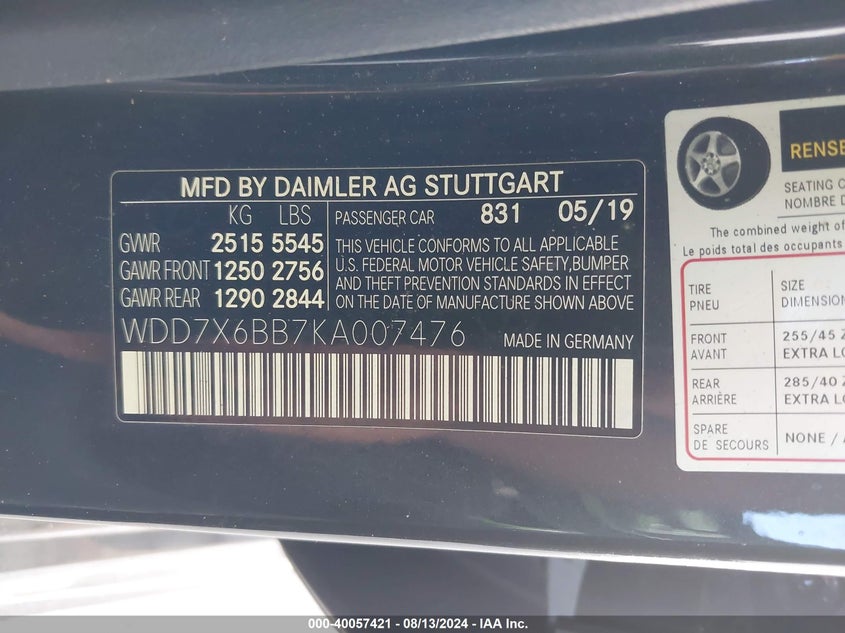 MFD BY DAIMLER AG STUTTGART
KG LBS
GVWR 2515 5545
GAWR FRONT 1250 2756
GAWR REAR 1290 2844
PASSENGER CAR 831 05/19
THIS VEHICLE CONFORMS TO ALL APPLICABLE
U.S. FEDERAL MOTOR VEHICLE SAFETY, BUMPER
AND THEFT PREVENTION STANDARDS IN EFFECT
ON THE DATE OF MANUFACTURE SHOWN ABOVE
WDD7X6BB7KA007476 MADE IN GERMANY
RENSE
SEATING
NOMBRE
The combined weight of
Le poids total des occupants
TIRE SIZE
PNEU DIMENSION
FRONT 255/45
AVANT EXTRA
REAR 285/40
ARRIÈRE EXTRA
SPARE
DE SECOURS NONE /
000-40057421 - 08/13/2024 - IAA Inc.